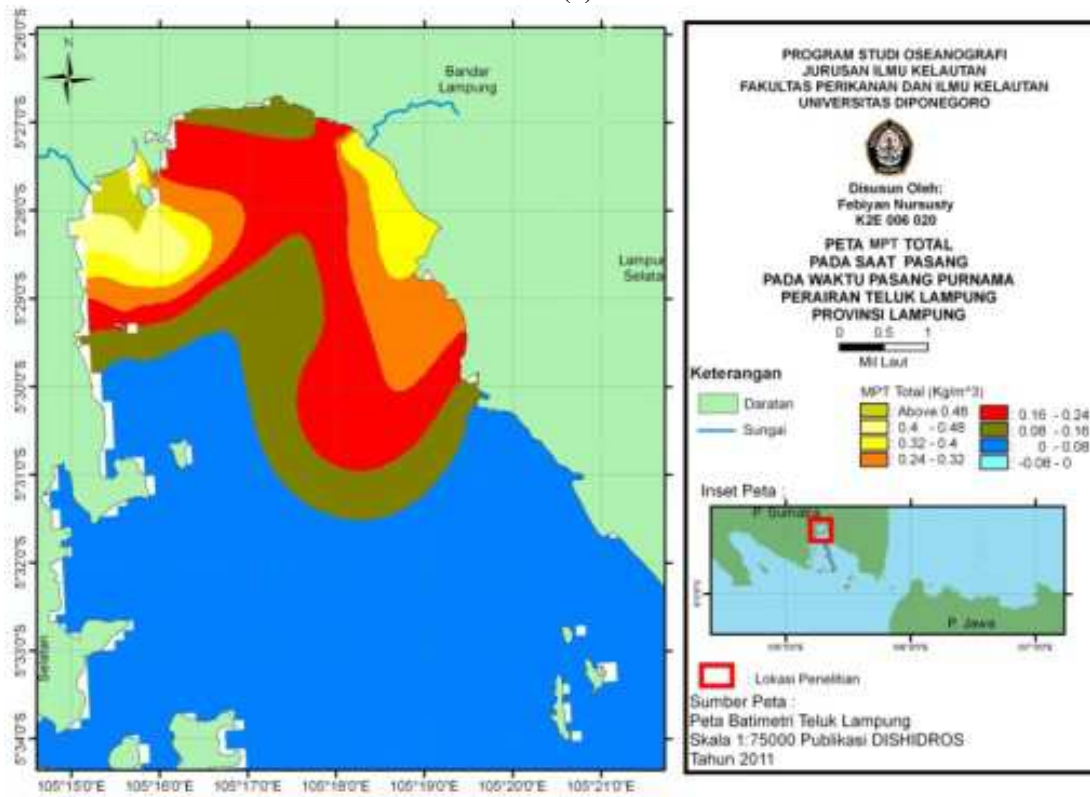 N
Bandar
Lampung
Lampu
Selata
Selatan
5°26'0"S
5°27'0"S
5°28'0"S
5°29'0"S
5°30'0"S
5°31'0"S
5°32'0"S
5°33'0"S
5°34'0"S
105°15'0"E
105°16'0"E
105°17'0"E
105°18'0"E
105°19'0"E
105°20'0"E
105°21'0"E
PROGRAM STUDI OSEANOGRAFI
JURUSAN ILMU KELAUTAN
FAKULTAS PERIKANAN DAN ILMU KELAUTAN
UNIVERSITAS DIPONEGORO
Disusun Oleh:
Febiyan Nursusty
K2E 006 020
PETA MPT TOTAL
PADA SAAT PASANG
PADA WAKTU PASANG PURNAMA
PERAIRAN TELUK LAMPUNG
PROVINSI LAMPUNG
0 0.5 1
Mil Laut
Keterangan
Daratan
Sungai
MPT Total (Kg/m^3)
Above 0.48
0.4 - 0.48
0.32 - 0.4
0.24 - 0.32
0.16 - 0.24
0.08 - 0.16
0 - 0.08
-0.08 - 0
Inset Peta :
P. Sumatra
P. Jawa
Lokasi Penelitian
Sumber Peta :
Peta Batimetri Teluk Lampung
Skala 1:75000 Publikasi DISHIDROS
Tahun 2011